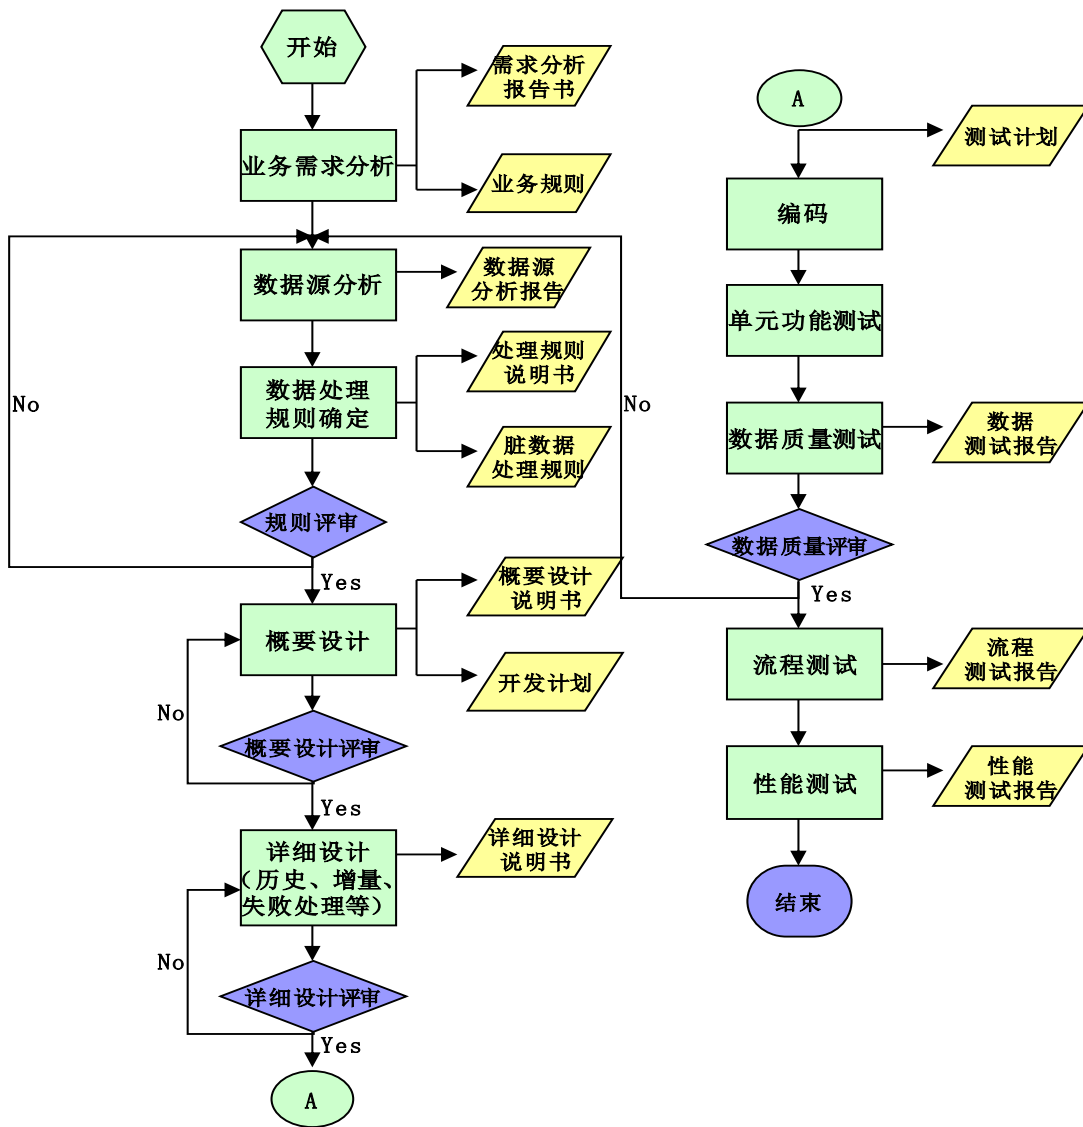 开始
业务需求分析
需求分析
报告书
业务规则
数据源分析
数据源
分析报告
数据处理
规则确定
处理规则
说明书
脏数据
处理规则
No
规则评审
Yes
概要设计
概要设计
说明书
开发计划
No
概要设计评审
Yes
详细设计
（历史、增量、
失败处理等）
详细设计
说明书
No
详细设计评审
Yes
A
A
测试计划
编码
单元功能测试
No
数据质量测试
数据
测试报告
数据质量评审
Yes
流程测试
流程
测试报告
性能测试
性能
测试报告
结束